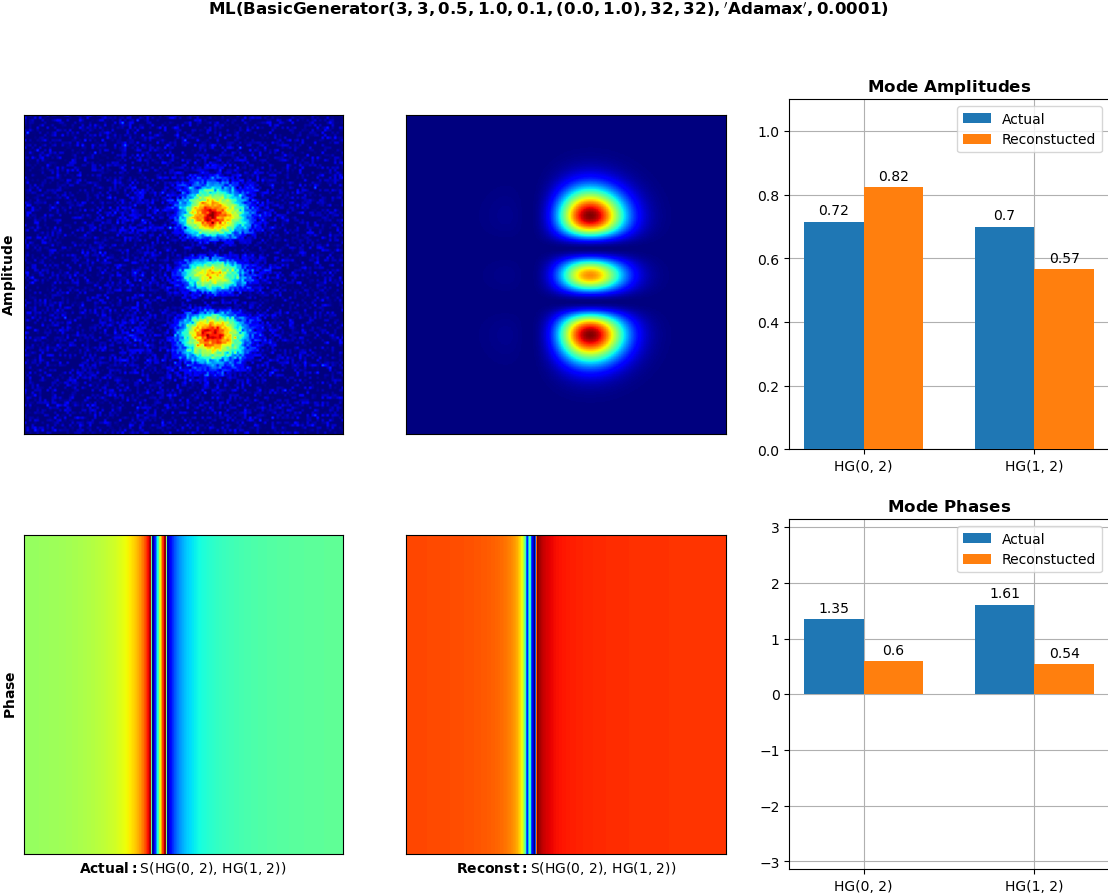 ML(BasicGenerator(3, 3, 0.5, 1.0, 0.1, (0.0, 1.0), 32, 32), ′Adamax′, 0.0001)
Amplitude
Mode Amplitudes
Actual
Reconstucted
1.0
0.8
0.6
0.4
0.2
0.0
0.72
0.82
0.7
0.57
HG(0, 2)
HG(1, 2)
Phase
Actual: S(HG(0, 2), HG(1, 2))
Reconst: S(HG(0, 2), HG(1, 2))
Mode Phases
Actual
Reconstucted
3
2
1
0
−1
−2
−3
1.35
0.6
1.61
0.54
HG(0, 2)
HG(1, 2)